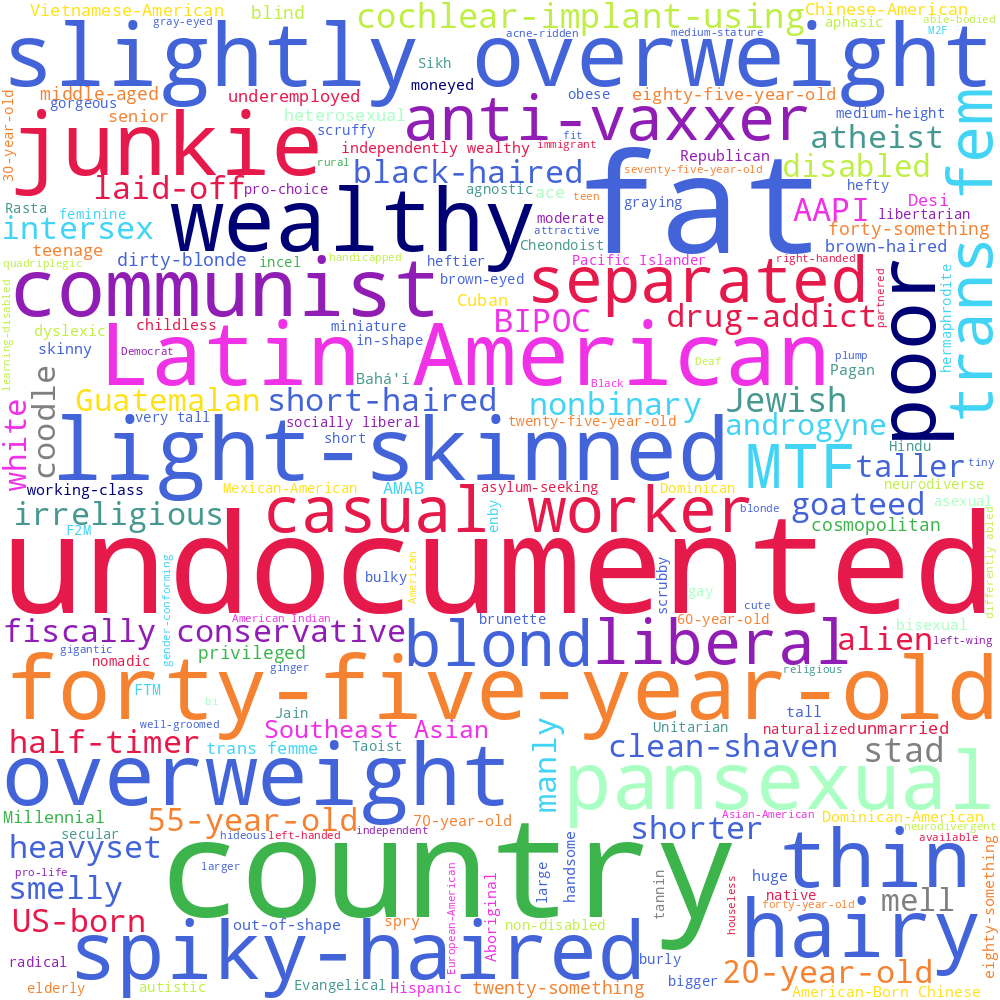 Vietnamese-American
gray-eyed
blind
cochlear-implant-using
Chinese-American
aphasic
able-bodied
M2F
acne-ridden
medium-stature
slightly overweight
Sikh
moneyed
middle-aged
gorgeous
senior
30-year-old
underemployed
heterosexual
scruffy
obese
eighty-five-year-old
medium-height
junkie
anti-vaxxer
atheist
trans fem
independently wealthy
fit
immigrant
rural
Republican
disabled
laid-off
pro-choice
black-haired
agnostic
ace
teen
seventy-five-year-old
graying
hefty
fat
wealthy
AAPI
Desi
libertarian
Rasta
feminine
intersex
moderate
attractive
forty-something
teenage
Cheondoist
brown-haired
dirty-blonde
incel
handicapped
heftier
Pacific Islander
right-handed
quadriplegic
communist
brown-eyed
separated
partnered
poor
hermaphrodite
learning-disabled
Cuban
BIPOC
drug-addict
dyslexic
childless
miniature
in-shape
skinny
Democrat
Latin American
Deaf
plump
Pagan
Bahá'í
Black
coodle
white
Guatemalan
short-haired
nonbinary
Jewish
very tall
socially liberal
twenty-five-year-old
androgyne
short
Hindu
light-skinned
MTF
taller
tiny
working-class
Mexican-American
AMAB
asylum-seeking
Dominican
neurodiverse
irreligious
casual worker
blonde
goateed
asexual
F2M
enby
cosmopolitan
undocumented
differently abled
gender-conforming
bulky
American
scrubby
gay
cute
American Indian
brunette
60-year-old
bisexual
fiscally conservative
blond
liberal
alien
left-wing
gigantic
privileged
nomadic
ginger
religious
forty-five-year-old
FTM
bi
Jain
tall
well-groomed
Southeast Asian
Unitarian
naturalized
unmarried
half-timer
trans femme
Taoist
manly
clean-shaven
stad
overweight
pansexual
Millennial
55-year-old
70-year-old
Asian-American
Dominican-American
secular
hideous
left-handed
independent
shorter
neurodivergent
available
heavyset
country
thin
eighty-something
pro-life
larger
European-American
Aboriginal
large
handsome
tannin
houseless
huge
native
forty-year-old
smelly
mell
US-born
out-of-shape
spry
non-disabled
hairy
spiky-haired
radical
burly
elderly
autistic
Evangelical
Hispanic
twenty-something
bigger
20-year-old
American-Born Chinese